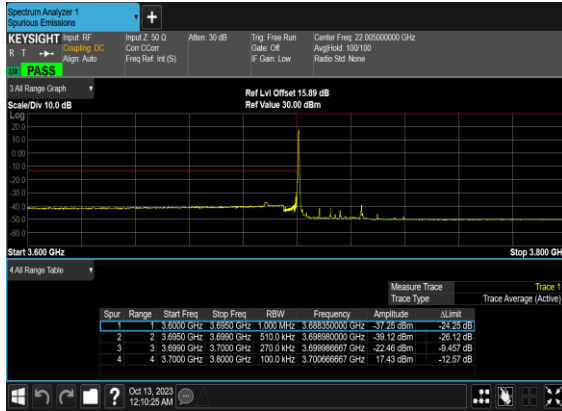 Spectrum Analyzer 1
Spurious Emissions
+
KEYSIGHT Input: RF Input Z: 50 Ω Atten: 30 dB Trig: Free Run Center Freq: 22.005000000 GHz
R T Coupling: DC Corr CCorr Gate: Off Avg|Hold: 100/100
Align: Auto Freq Ref: Int (S) IF Gain: Low Radio Std: None
PASS
3 All Range Graph Ref Lvl Offset 15.89 dB
Scale/Div 10.0 dB Ref Value 30.00 dBm
Log
20.0
10.0
0.00
-10.0
-20.0
-30.0
-40.0
-50.0
-60.0
Start 3.600 GHz Stop 3.800 GHz
4 All Range Table
Measure Trace Trace 1
Trace Type Trace Average (Active)
Spur Range Start Freq Stop Freq RBW Frequency Amplitude ΔLimit
1 1 3.6000 GHz 3.6950 GHz 1.000 MHz 3.688350000 GHz -37.25 dBm -24.25 dB
2 2 3.6950 GHz 3.6990 GHz 510.0 kHz 3.698980000 GHz -39.12 dBm -26.12 dB
3 3 3.6990 GHz 3.7000 GHz 270.0 kHz 3.699986667 GHz -22.46 dBm -9.457 dB
4 4 3.7000 GHz 3.8000 GHz 100.0 kHz 3.700666667 GHz 17.43 dBm -12.57 dB
? Oct 13, 2023
12:10:25 AM